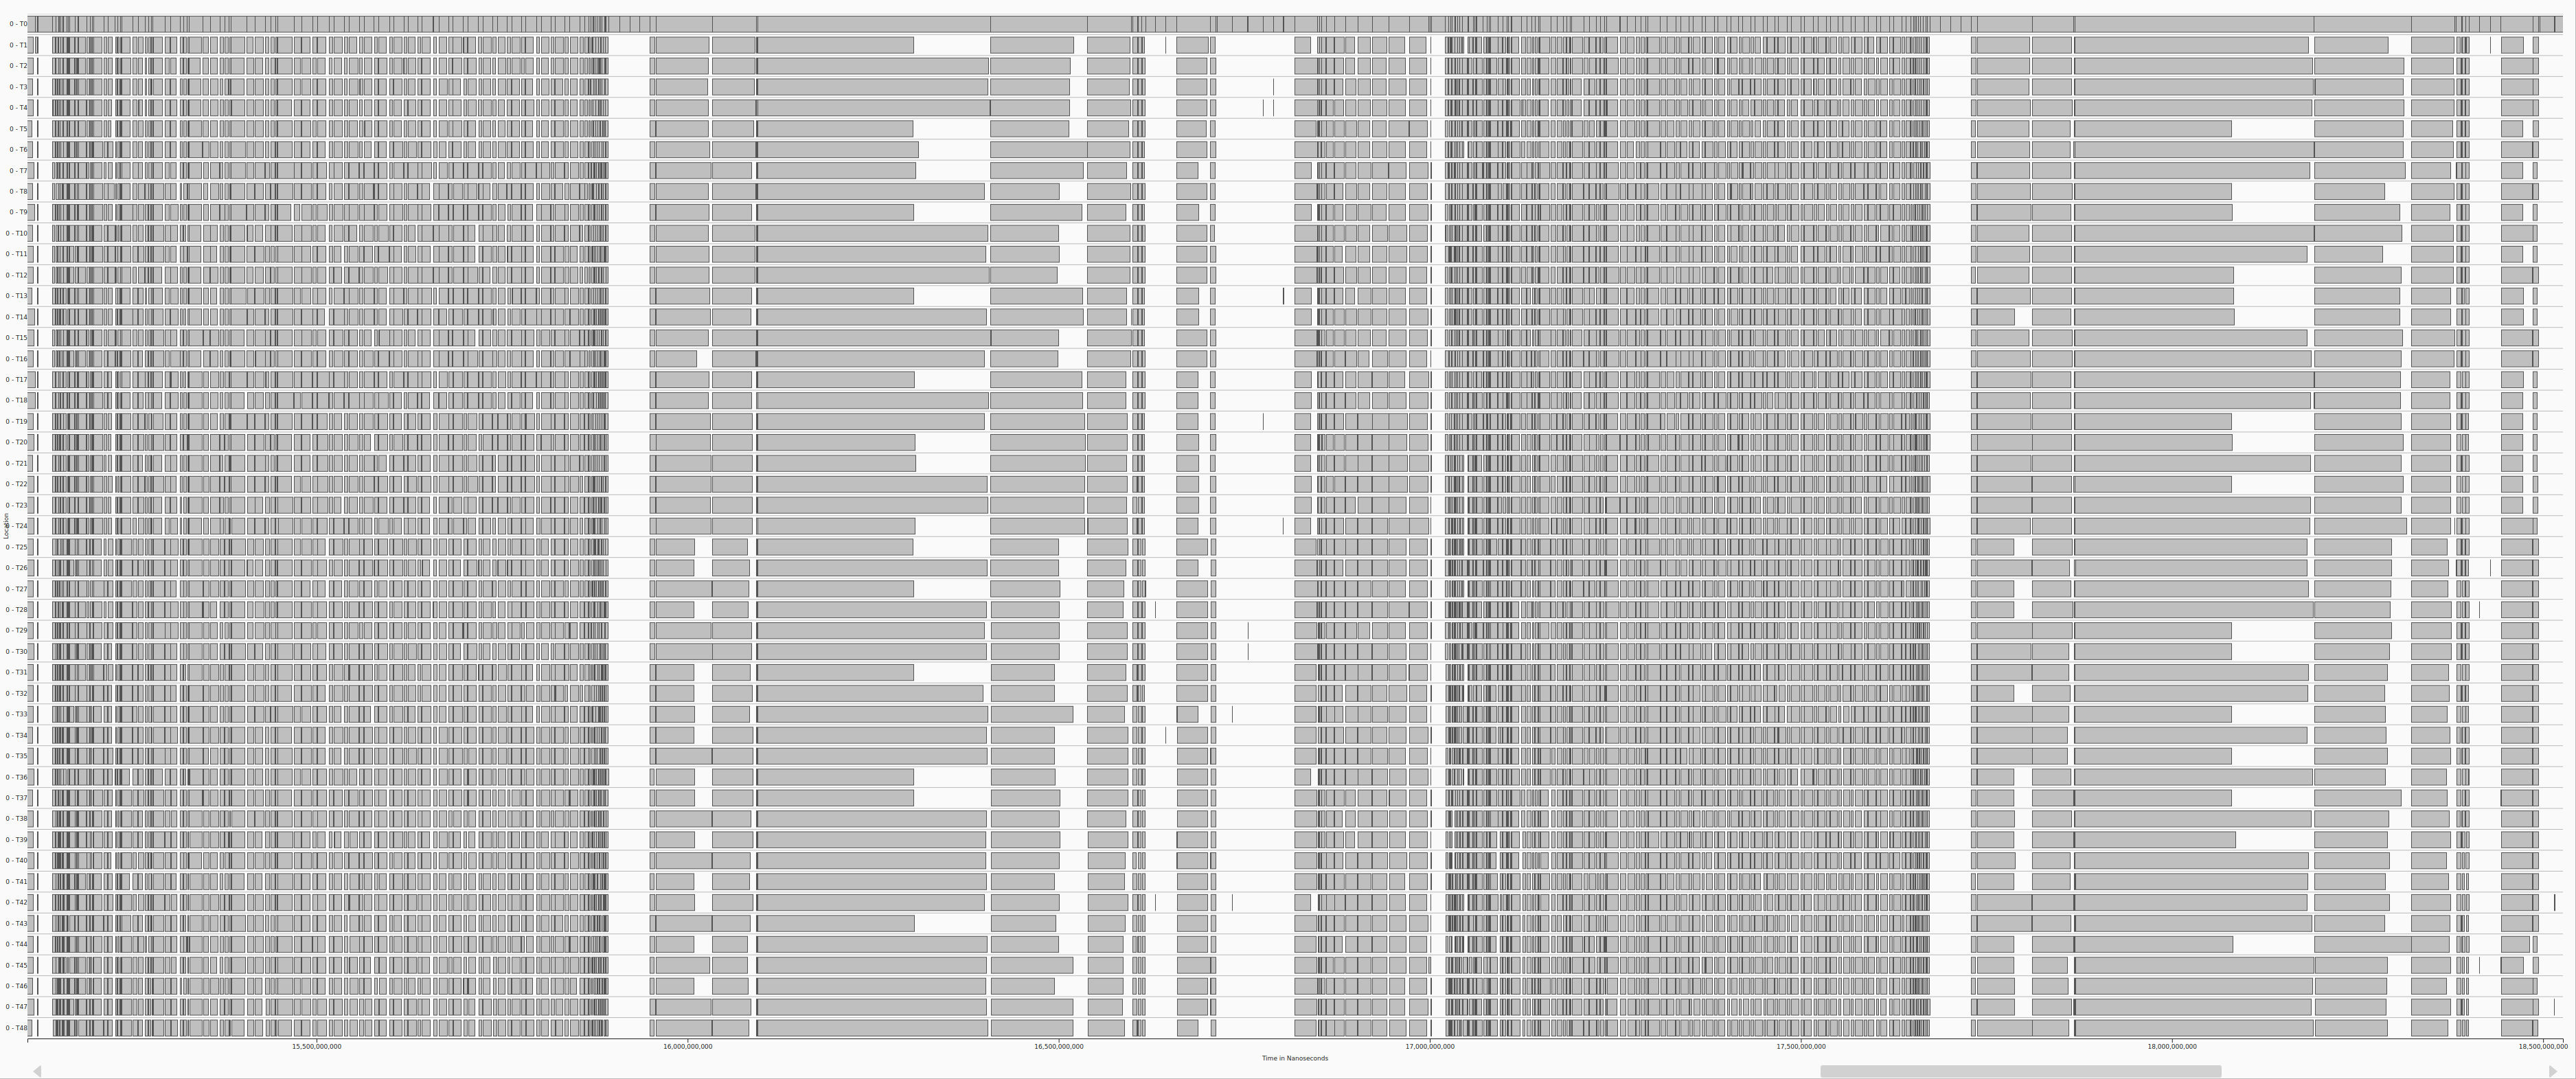 0 - T0
0 - T1
0 - T2
0 - T3
0 - T4
0 - T5
0 - T6
0 - T7
0 - T8
0 - T9
0 - T10
0 - T11
0 - T12
0 - T13
0 - T14
0 - T15
0 - T16
0 - T17
0 - T18
0 - T19
0 - T20
0 - T21
0 - T22
0 - T23
Location
0 - T24
0 - T25
0 - T26
0 - T27
0 - T28
0 - T29
0 - T30
0 - T31
0 - T32
0 - T33
0 - T34
0 - T35
0 - T36
0 - T37
0 - T38
0 - T39
0 - T40
0 - T41
0 - T42
0 - T43
0 - T44
0 - T45
0 - T46
0 - T47
0 - T48
15,500,000,000 16,000,000,000 16,500,000,000 17,000,000,000 17,500,000,000 18,000,000,000 18,500,000,000
Time in Nanoseconds